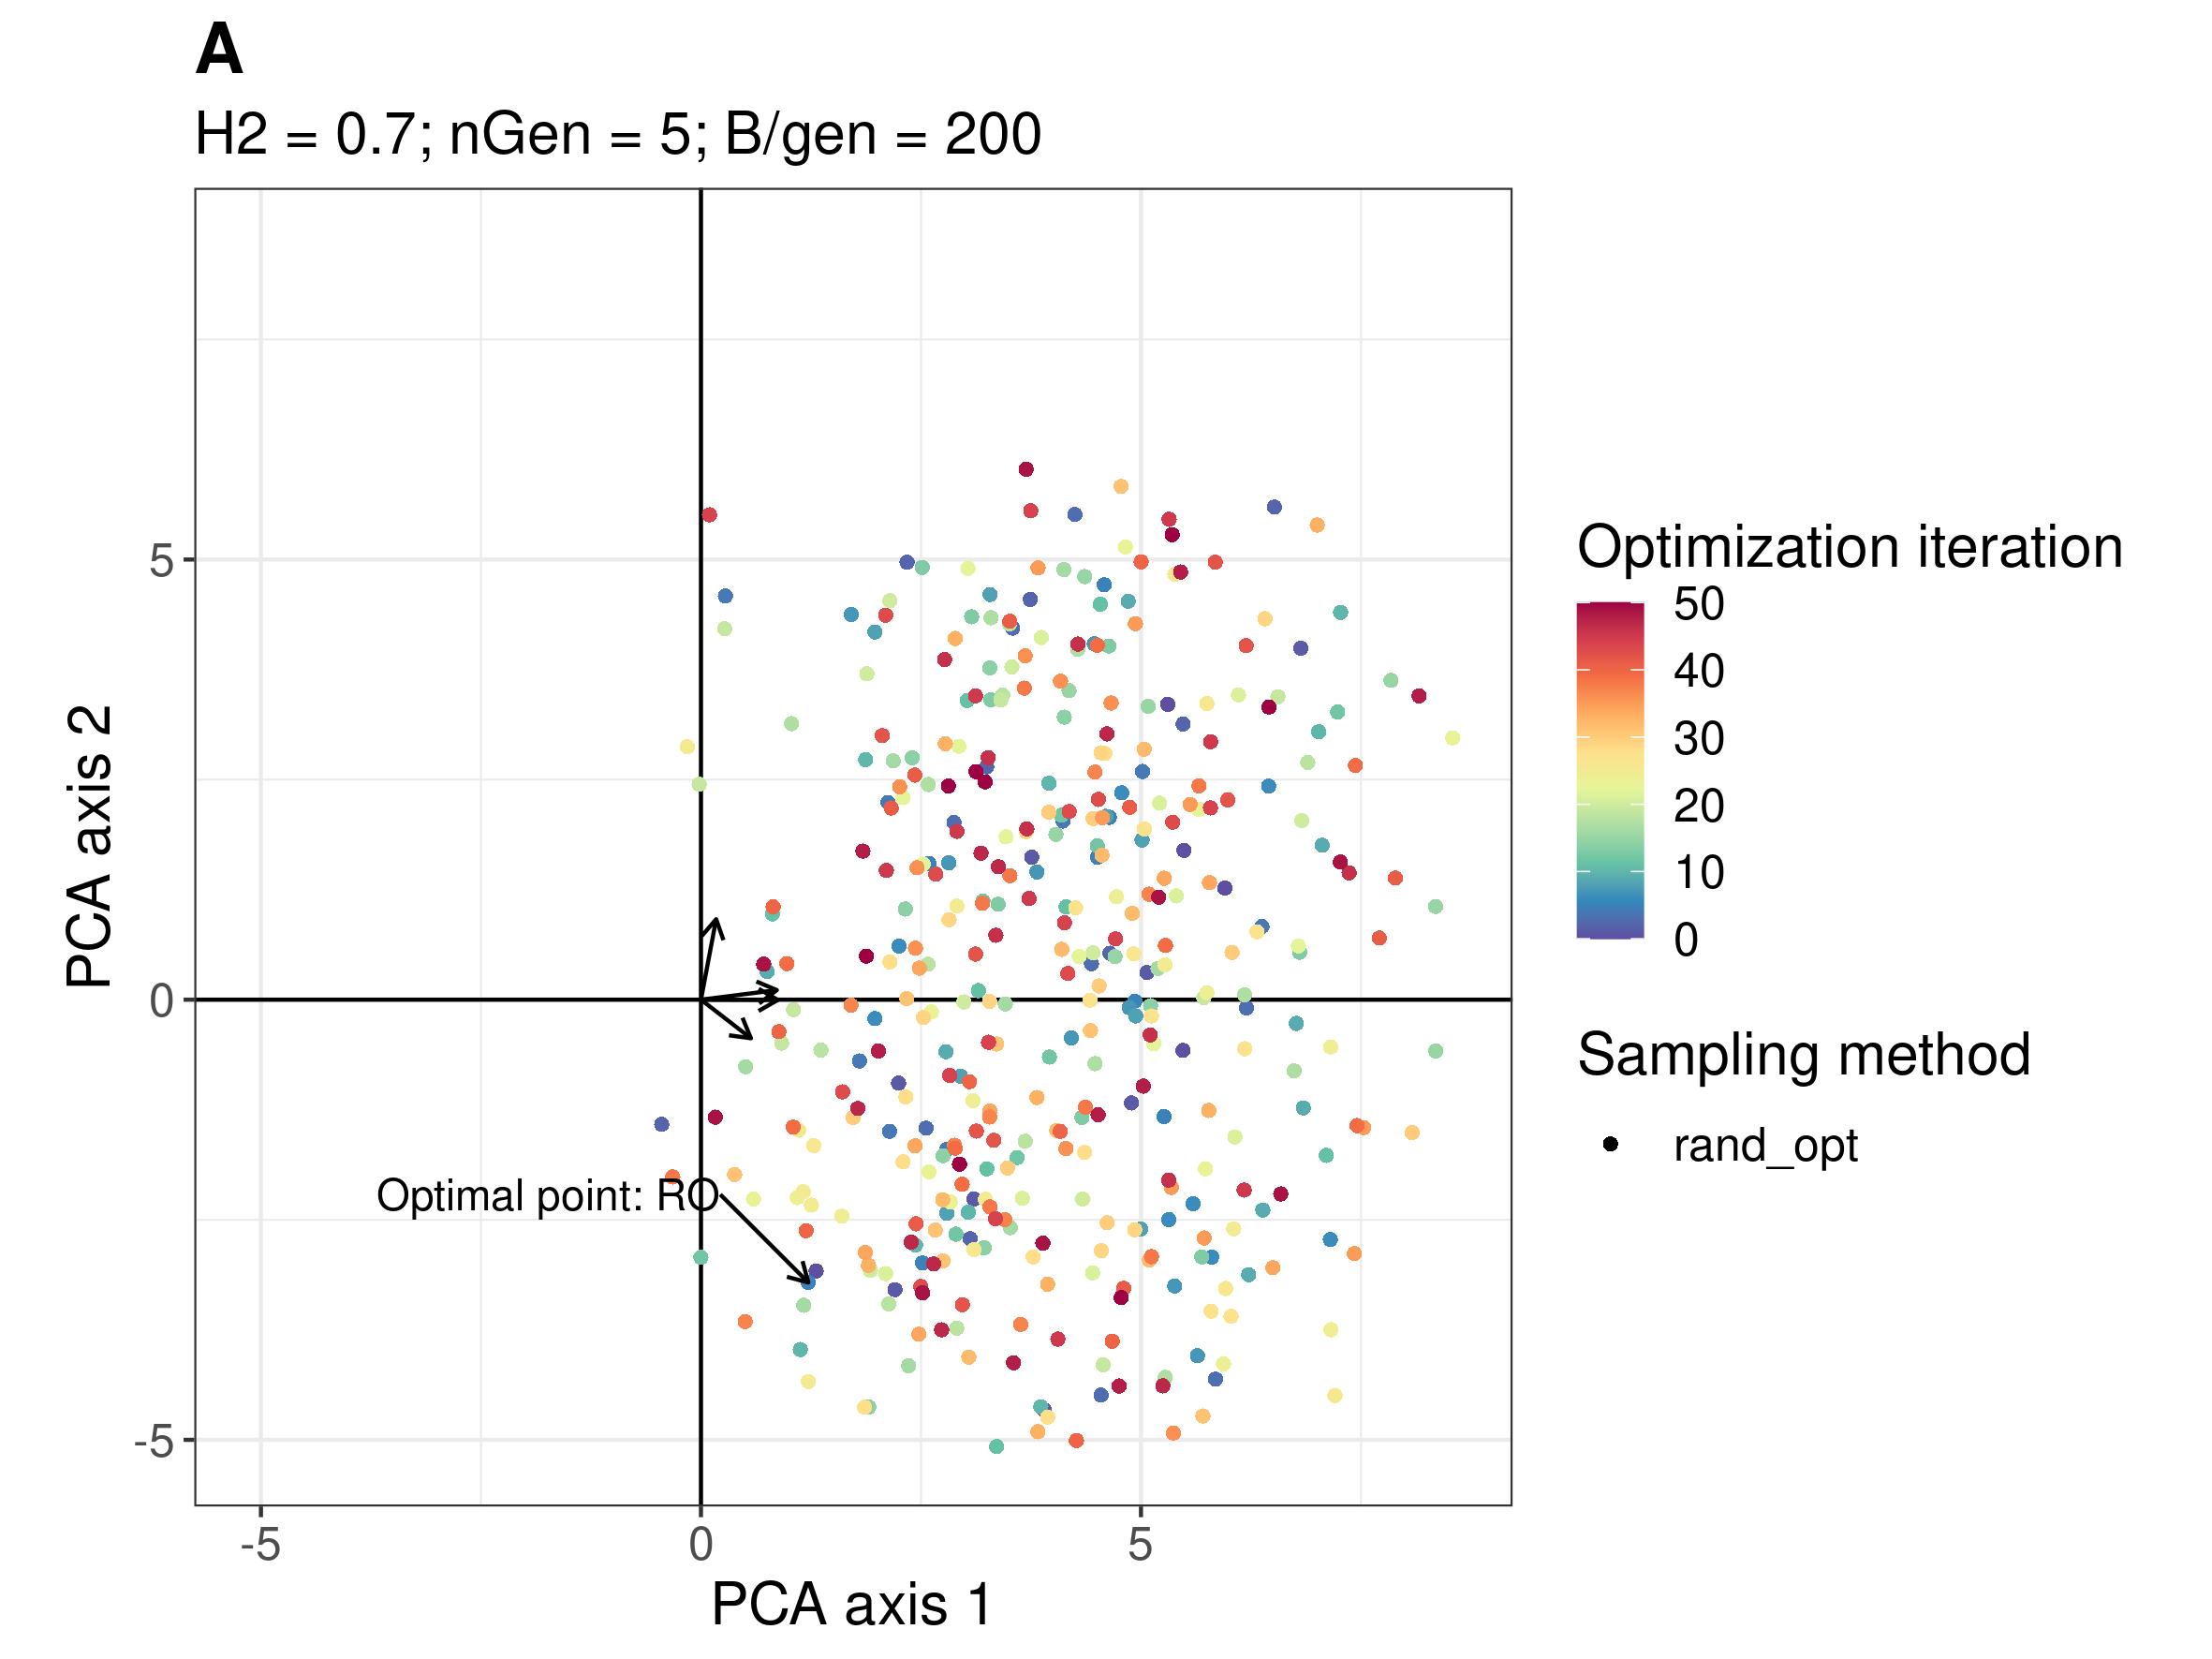 A
H2 = 0.7; nGen = 5; B/gen = 200
PCA axis 2
5
0
-5
Optimal point: RO
-5
0
5
PCA axis 1
Optimization iteration
50
40
30
20
10
0
Sampling method
rand_opt